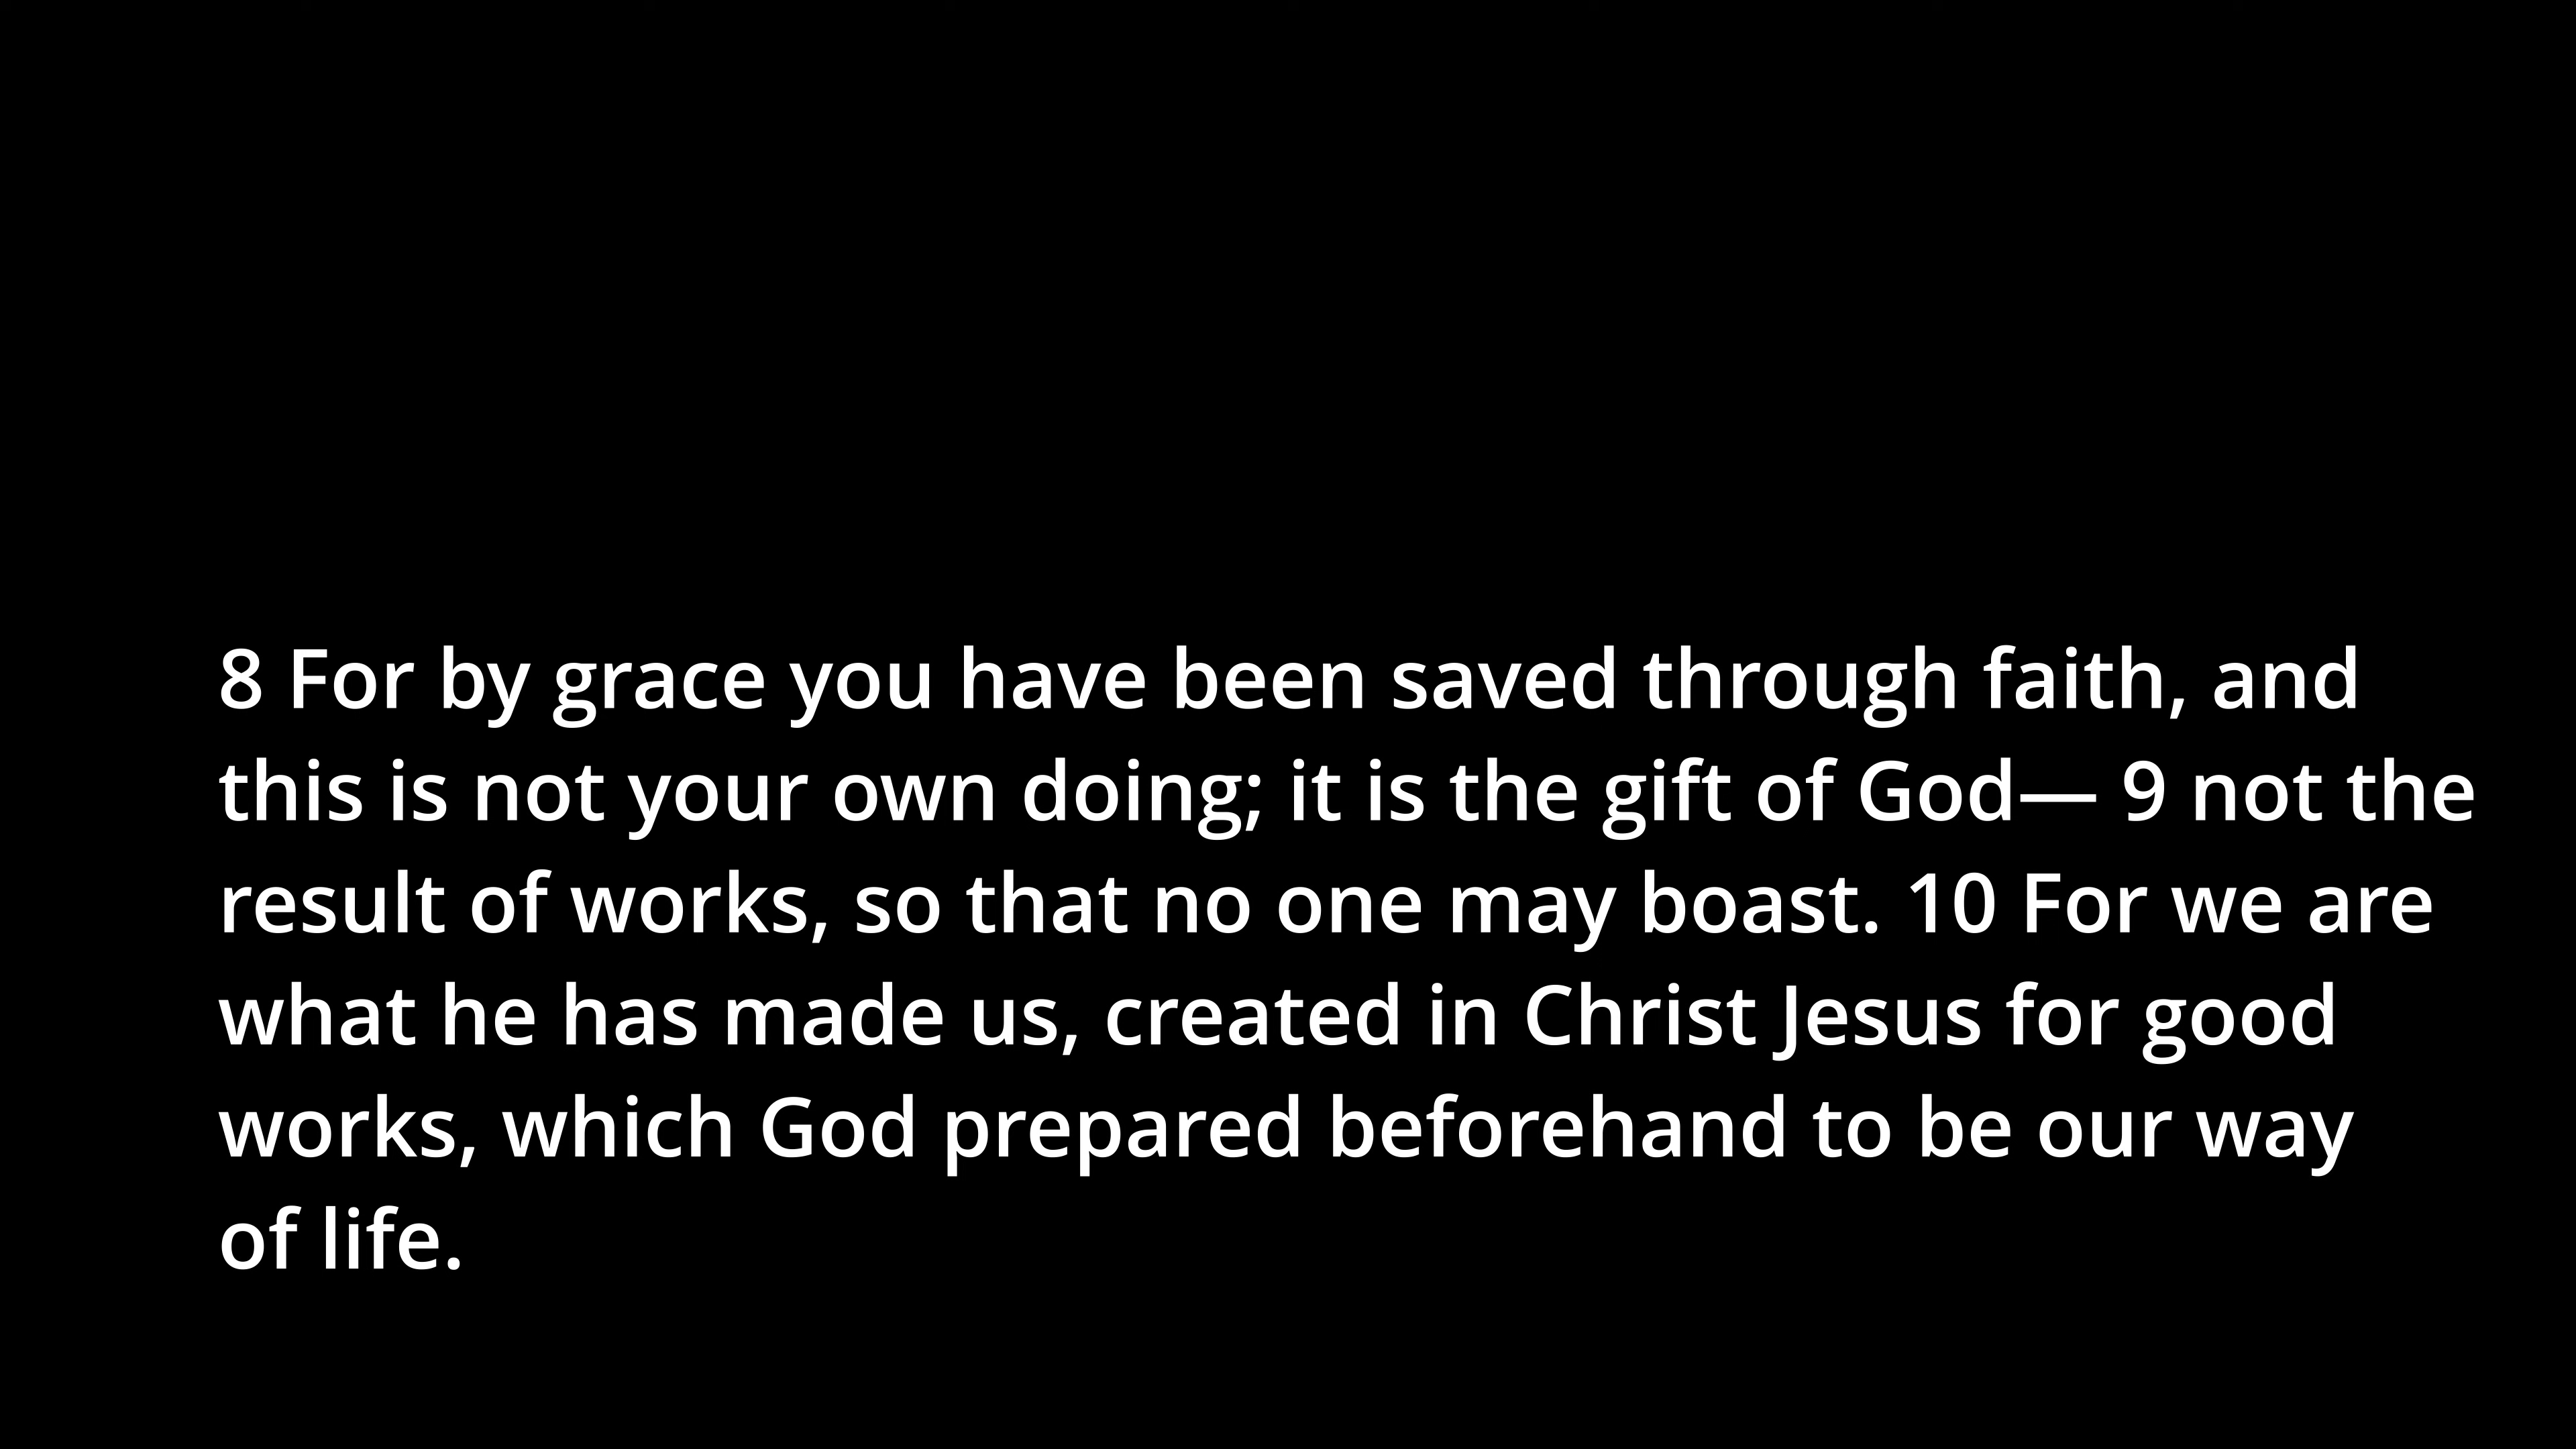 8 For by grace you have been saved through faith, and
this is not your own doing; it is the gift of God— 9 not the
result of works, so that no one may boast. 10 For we are
what he has made us, created in Christ Jesus for good
works, which God prepared beforehand to be our way
of life.